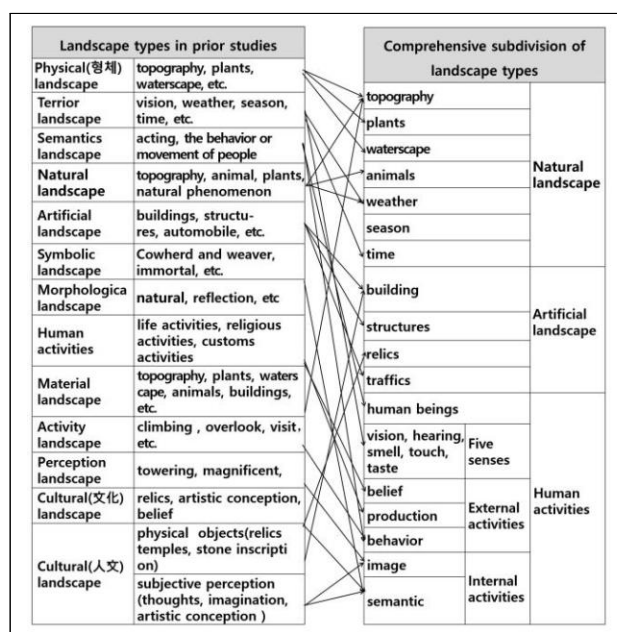 Landscape types in prior studies
Physical(형체)
landscape
topography, plants,
waterscape, etc.
Terrior
landscape
vision, weather, season,
time, etc.
Semantics
landscape
acting, the behavior or
movement of people
Natural
landscape
topography, animal, plants,
natural phenomenon
Artificial
landscape
buildings, structu-
res, automobile, etc.
Symbolic
landscape
Cowherd and weaver,
immortal, etc.
Morphologica
landscape
natural, reflection, etc
Human
activities
life activities, religious
activities, customs
activities
Material
landscape
topography, plants, waters
cape, animals, buildings,
etc.
Activity
landscape
climbing , overlook, visit,
etc.
Perception
landscape
towering, magnificent,
Cultural(文化)
landscape
relics, artistic conception,
belief
Cultural(人文)
landscape
physical objects(relics
temples, stone inscripti
on)
subjective perception
(thoughts, imagination,
artistic conception )
Comprehensive subdivision of
landscape types
topography
plants
waterscape
animals
weather
season
time
Natural
landscape
building
structures
relics
traffics
Artificial
landscape
human beings
vision, hearing,
smell, touch,
taste
Five
senses
belief
production
behavior
External
activities
image
semantic
Internal
activities
Human
activities